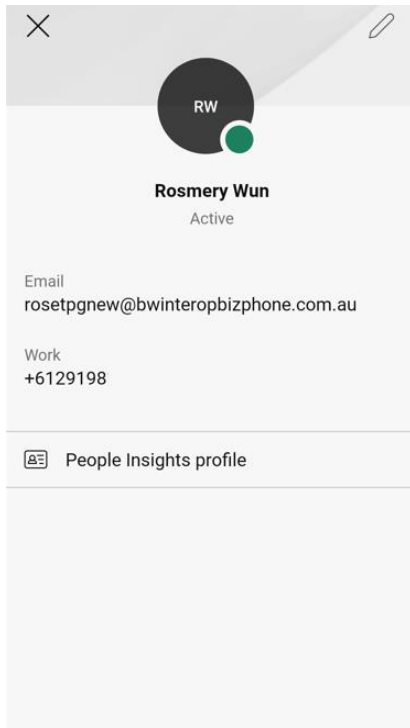 RW
Rosmery Wun
Active
Email
rosetpgnew@bwinteropbizphone.com.au
Work
+6129198
People Insights profile